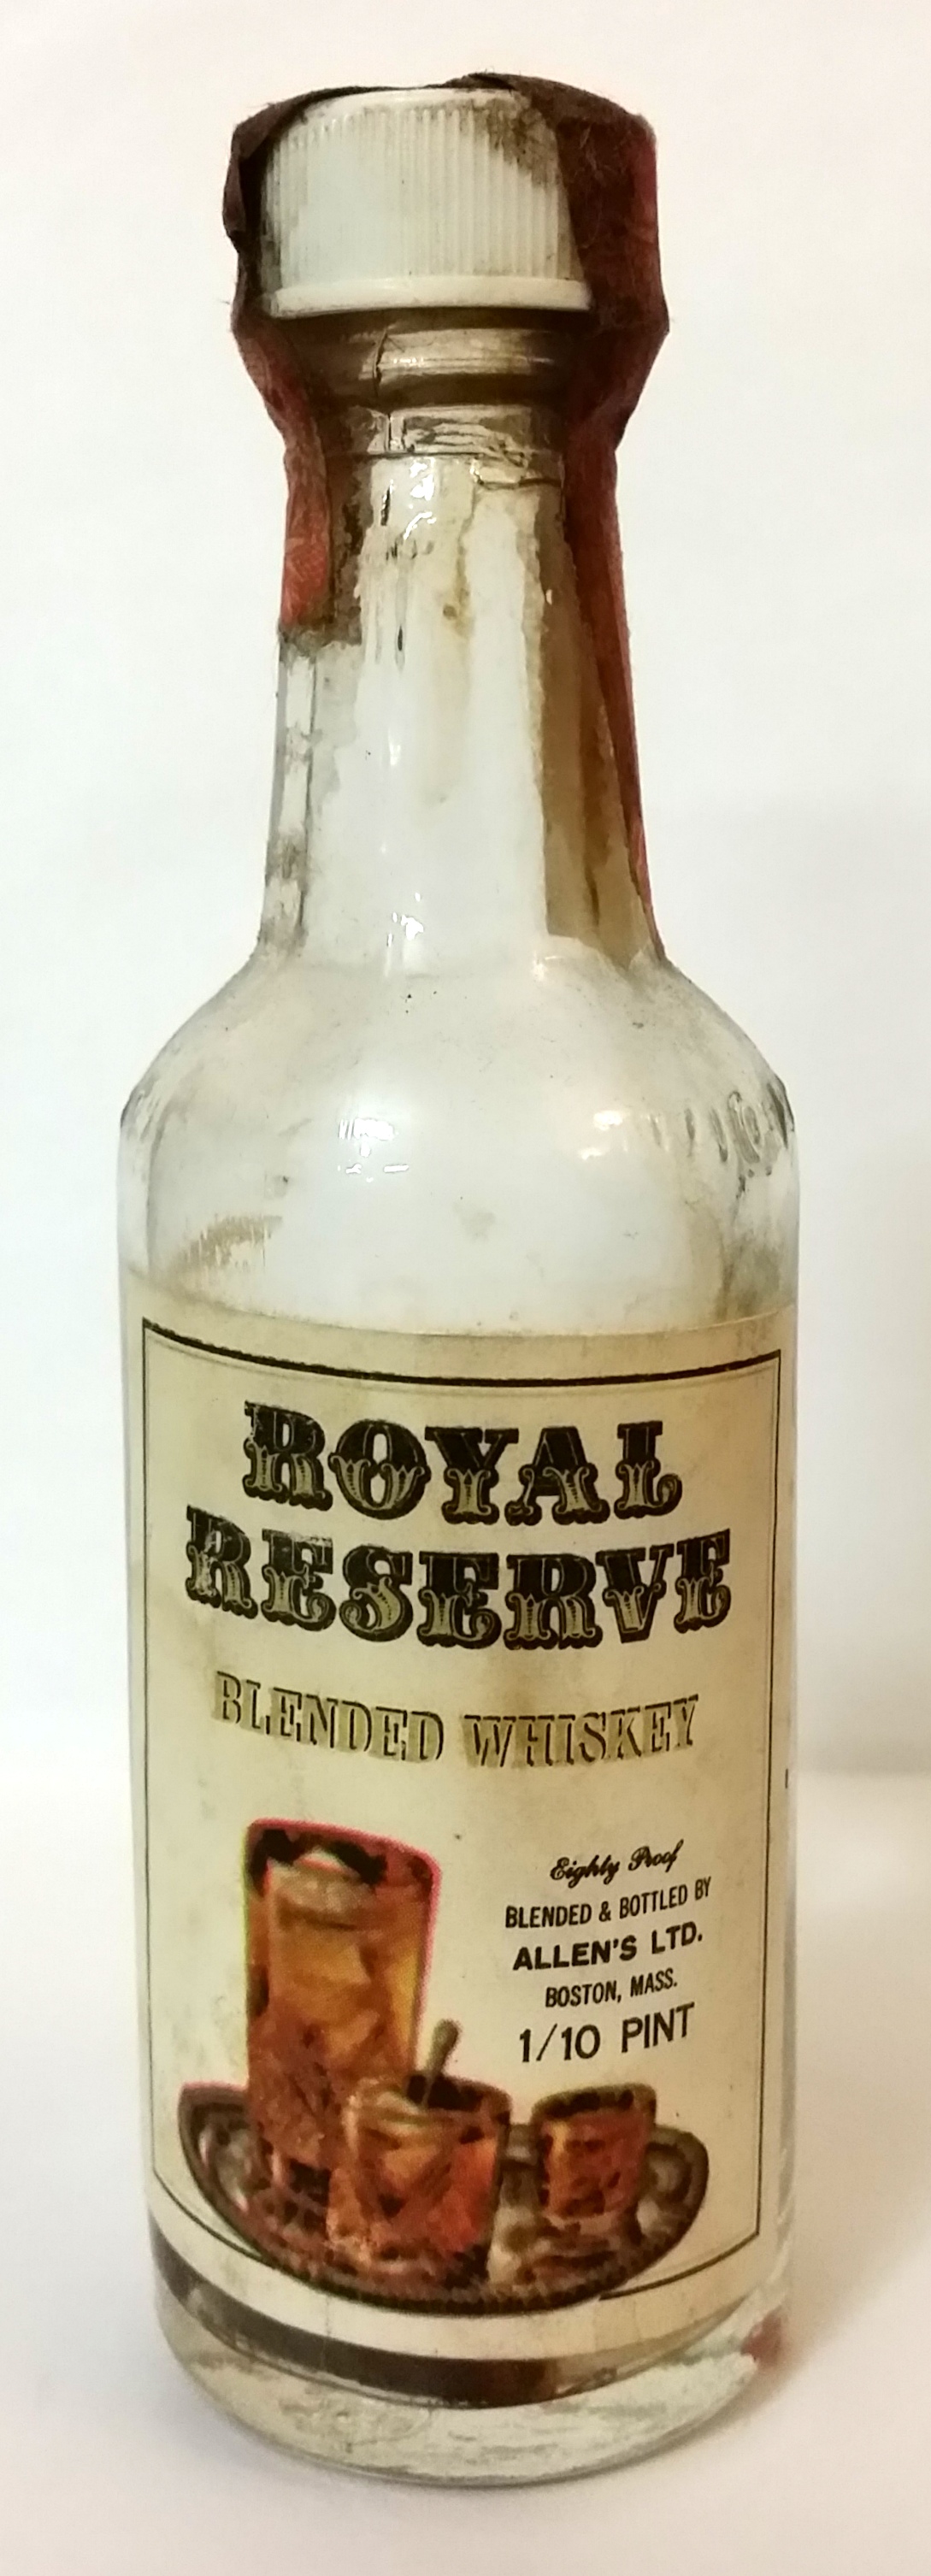 ROYAL
RESERVE
BLENDED WHISKEY
Eighty Proof
BLENDED & BOTTLED BY
ALLEN'S LTD.
BOSTON, MASS.
1/10 PINT